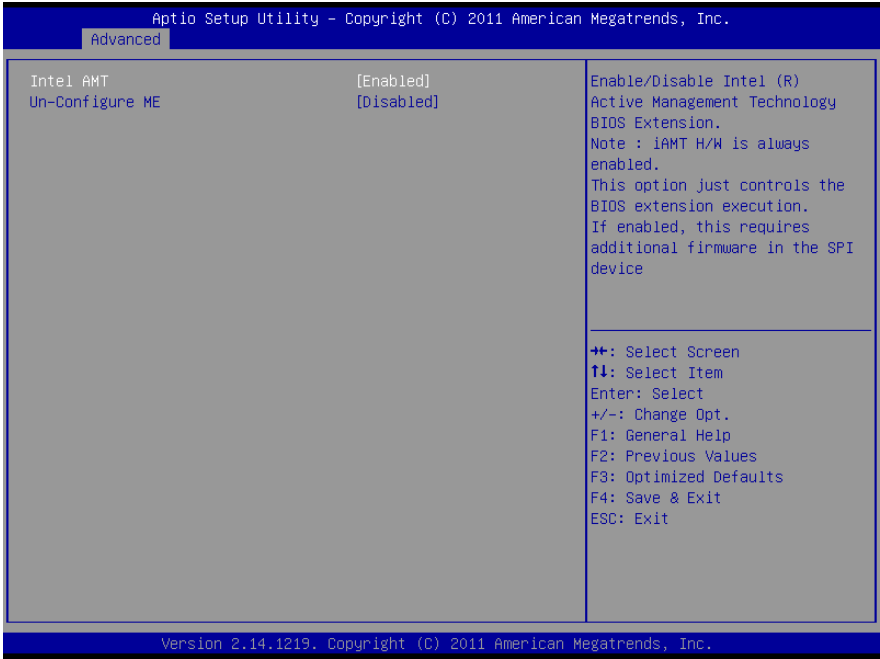 Aptio Setup Utility – Copyright (C) 2011 American Megatrends, Inc.
Advanced
Intel AMT [Enabled]
Un-Configure ME [Disabled]
Enable/Disable Intel (R)
Active Management Technology
BIOS Extension.
Note : iAMT H/W is always
enabled.
This option just controls the
BIOS extension execution.
If enabled, this requires
additional firmware in the SPI
device
→←: Select Screen
↑↓: Select Item
Enter: Select
+/-: Change Opt.
F1: General Help
F2: Previous Values
F3: Optimized Defaults
F4: Save & Exit
ESC: Exit
Version 2.14.1219. Copyright (C) 2011 American Megatrends, Inc.